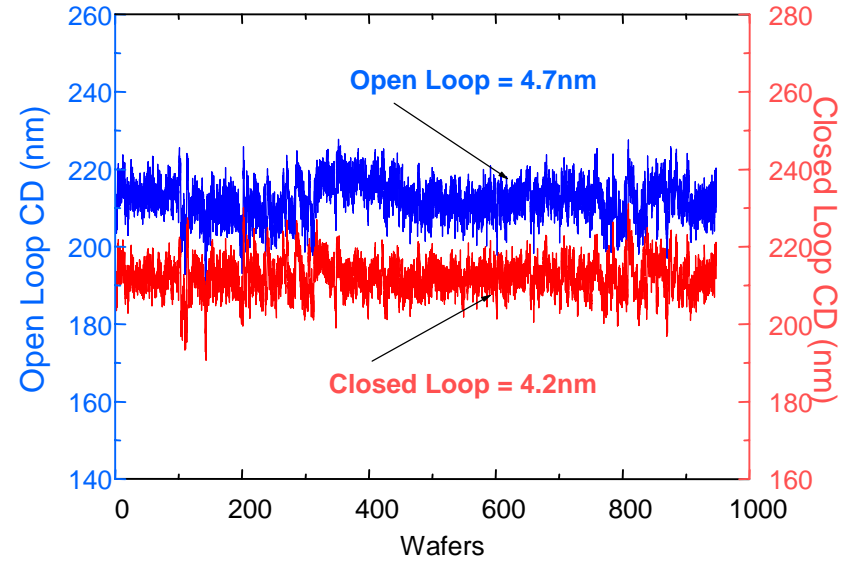 260
240
220
200
180
160
140
Open Loop CD (nm)
280
260
240
220
200
180
160
Closed Loop CD (nm)
Open Loop = 4.7nm
Closed Loop = 4.2nm
0 200 400 600 800 1000
Wafers